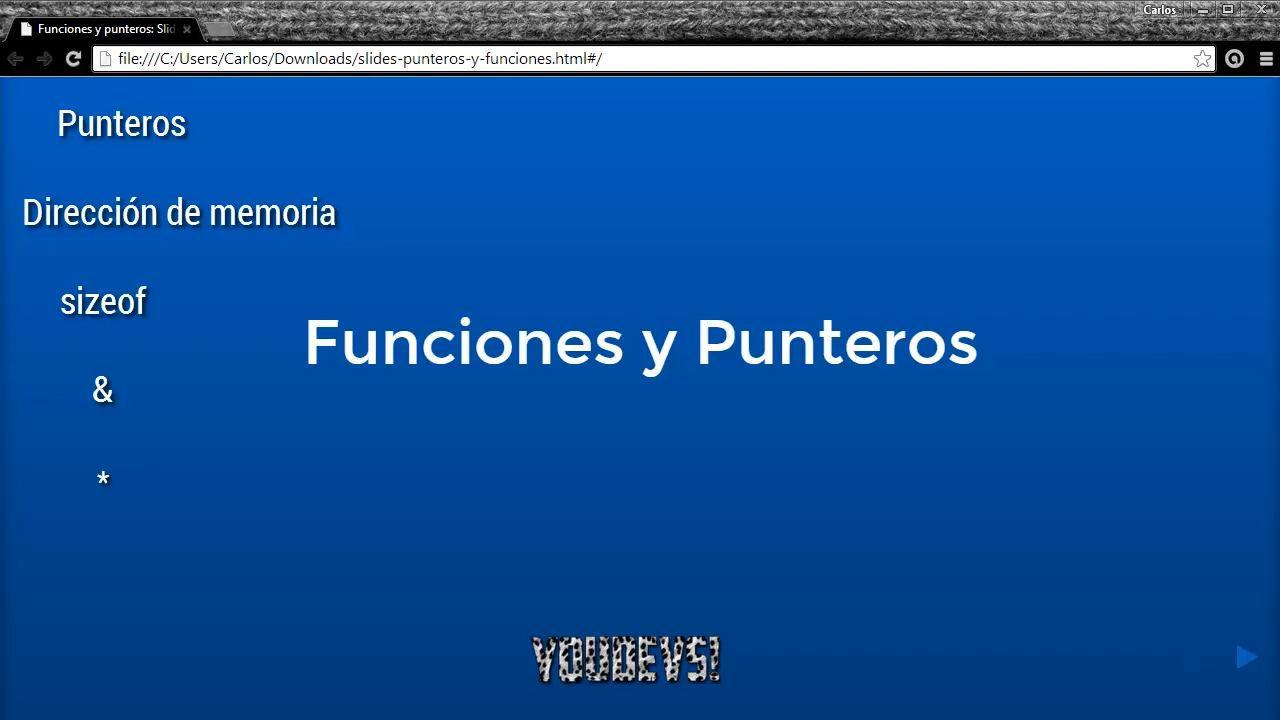 Carlos
Funciones y punteros: Slid
file:///C:/Users/Carlos/Downloads/slides-punteros-y-funciones.html#/
Punteros
Dirección de memoria
sizeof
Funciones y Punteros
&
*
YOUDEVS!